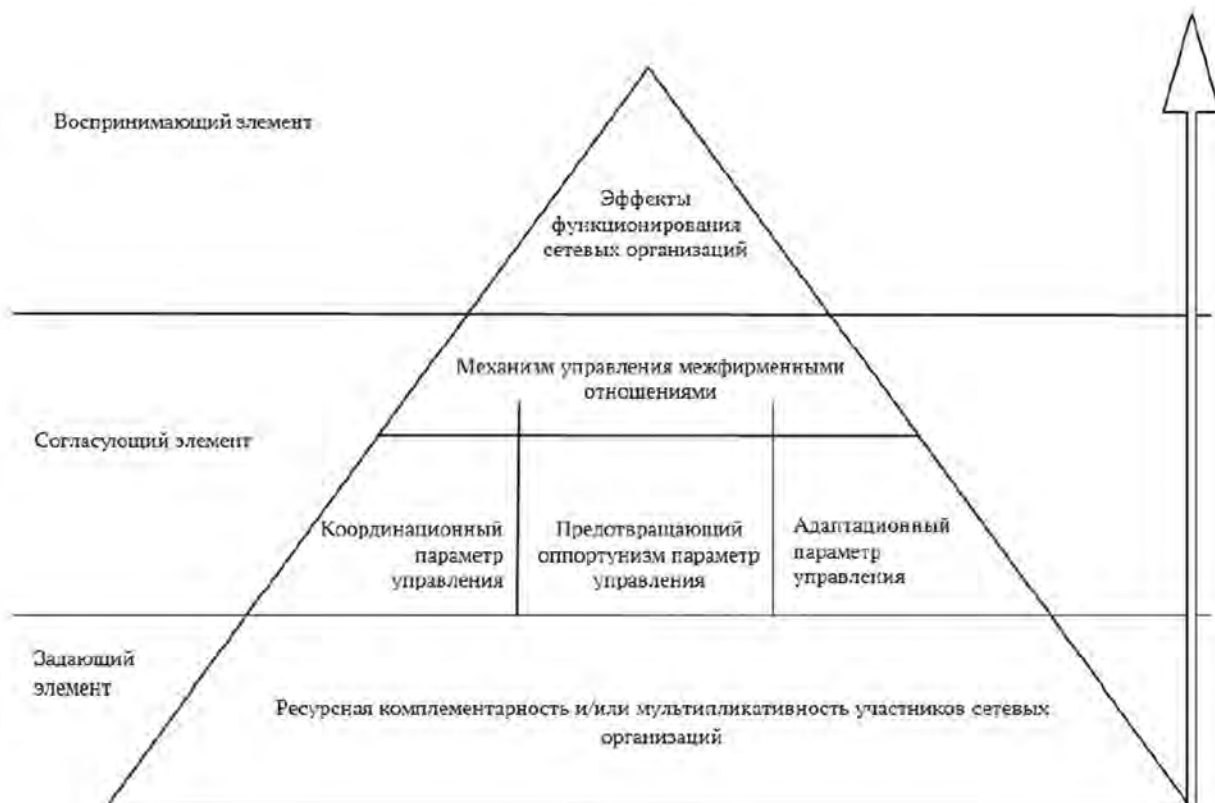 Воспринимающий элемент
Эффекты
функционирования
сетевых организаций
Механизм управления межфирменными
отношениями
Согласующий элемент
Координационный
параметр
управления
Предотвращающий
оппортунизм параметр
управления
Адаптационный
параметр
управления
Задающий
элемент
Ресурсная комплементарность и/или мультипликативность участников сетевых
организаций